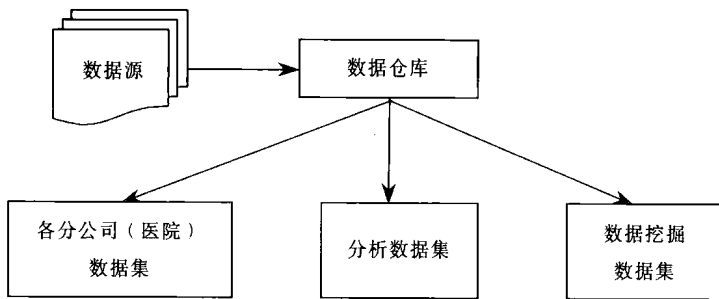 数据源
数据仓库
各分公司（医院）
数据集
分析数据集
数据挖掘
数据集